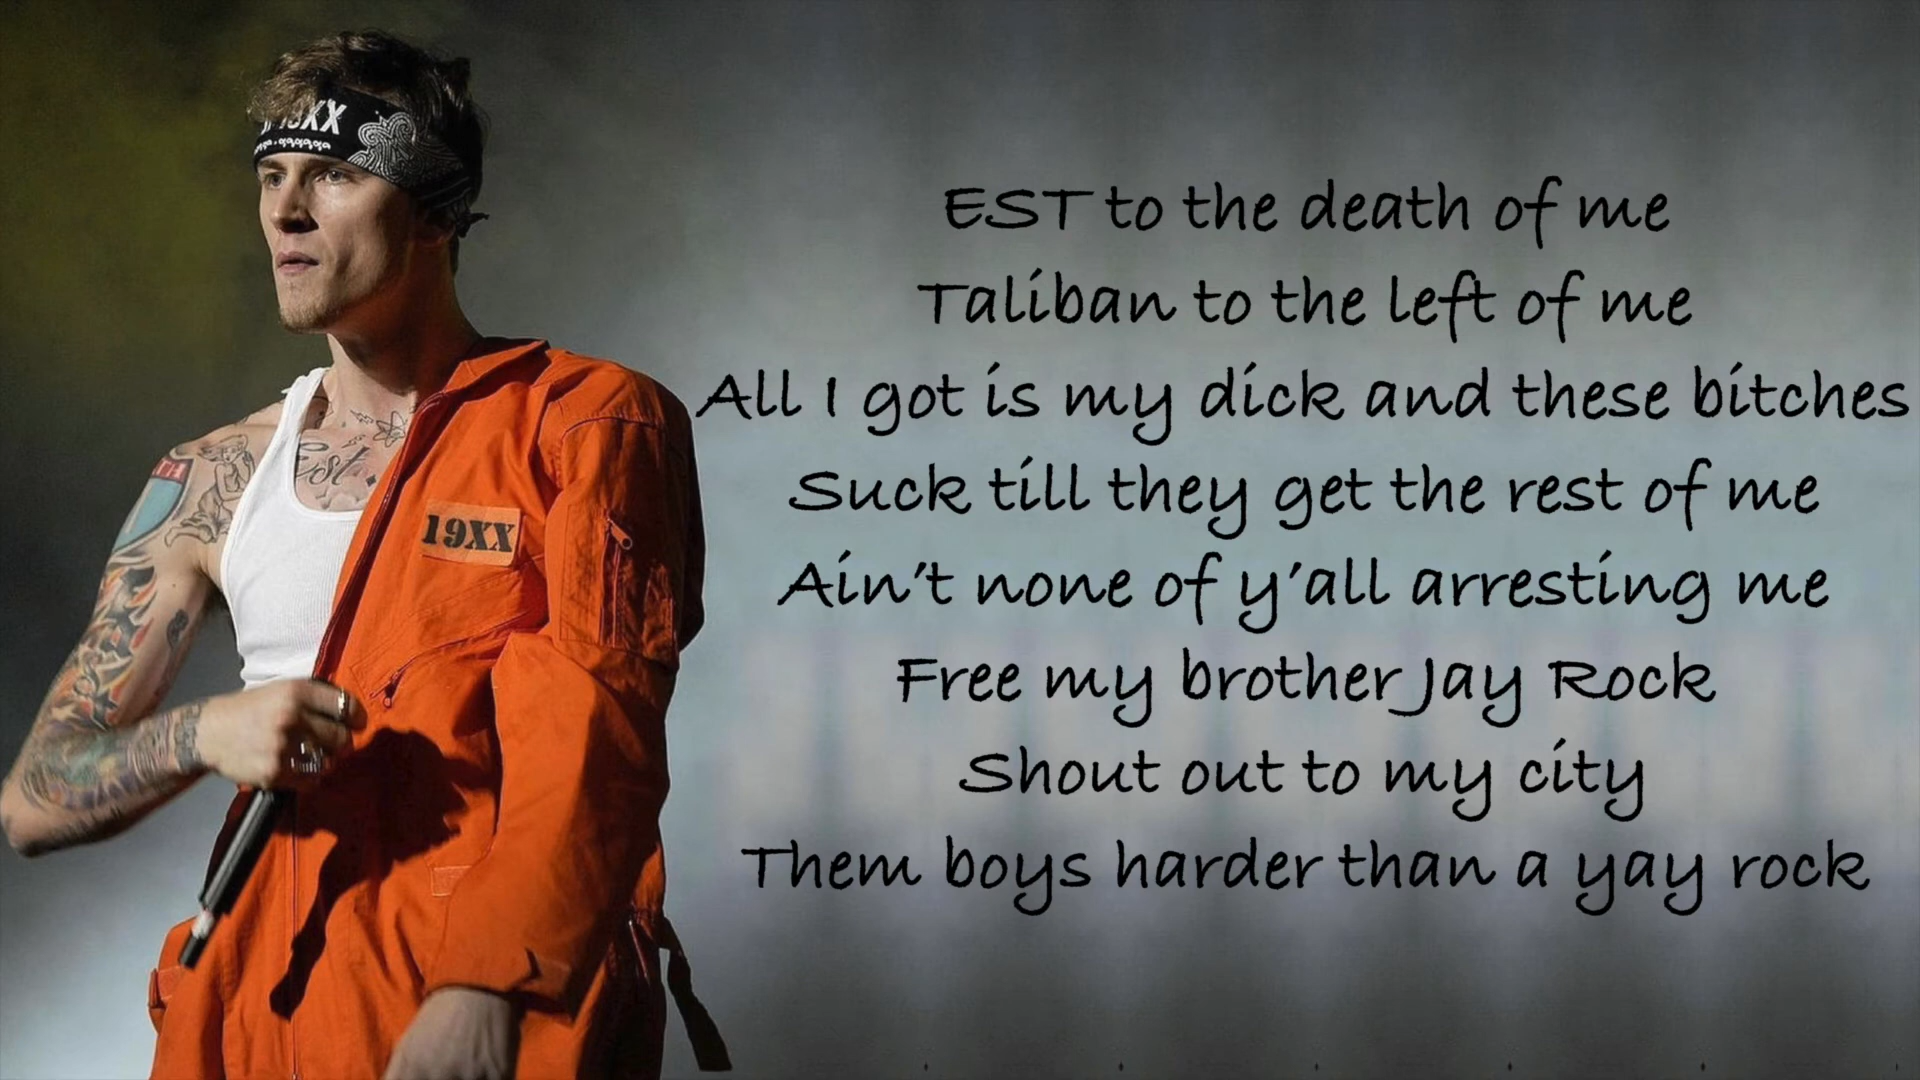 19XX
Est.
19XX
EST to the death of me
Taliban to the left of me
All I got is my dick and these bitches
Suck till they get the rest of me
Ain't none of y'all arresting me
Free my brother Jay Rock
Shout out to my city
Them boys harder than a yay rock